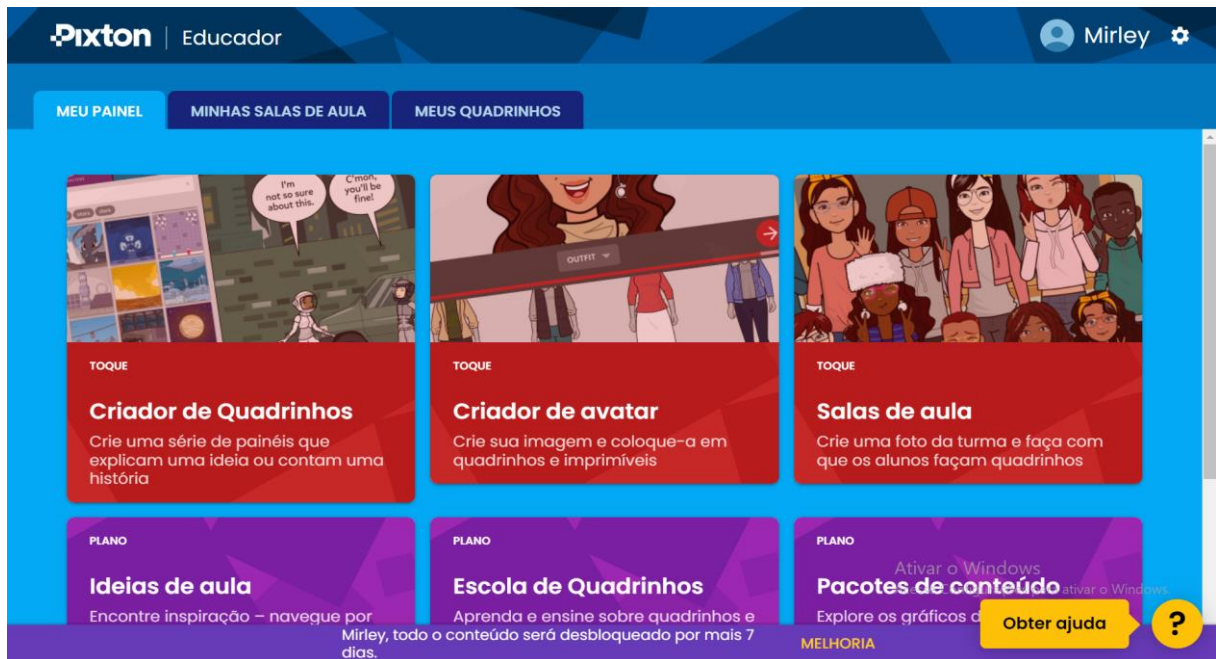 Pixton | Educador
Mirley
MEU PAINEL
MINHAS SALAS DE AULA
MEUS QUADRINHOS
I'm
not so sure
about this.
C'mon,
you'll be
fine!
OUTFIT
TOQUE
Criador de Quadrinhos
Crie uma série de painéis que
explicam uma ideia ou contam uma
história
TOQUE
Criador de avatar
Crie sua imagem e coloque-a em
quadrinhos e imprimíveis
TOQUE
Salas de aula
Crie uma foto da turma e faça com
que os alunos façam quadrinhos
PLANO
Ideias de aula
Encontre inspiração – navegue por
PLANO
Escola de Quadrinhos
Aprenda e ensine sobre quadrinhos e
PLANO
Pacotes de conteúdo
Explore os gráficos
Ativar o Windows
ativar o Windows.
Obter ajuda
?
Mirley, todo o conteúdo será desbloqueado por mais 7
dias.
MELHORIA